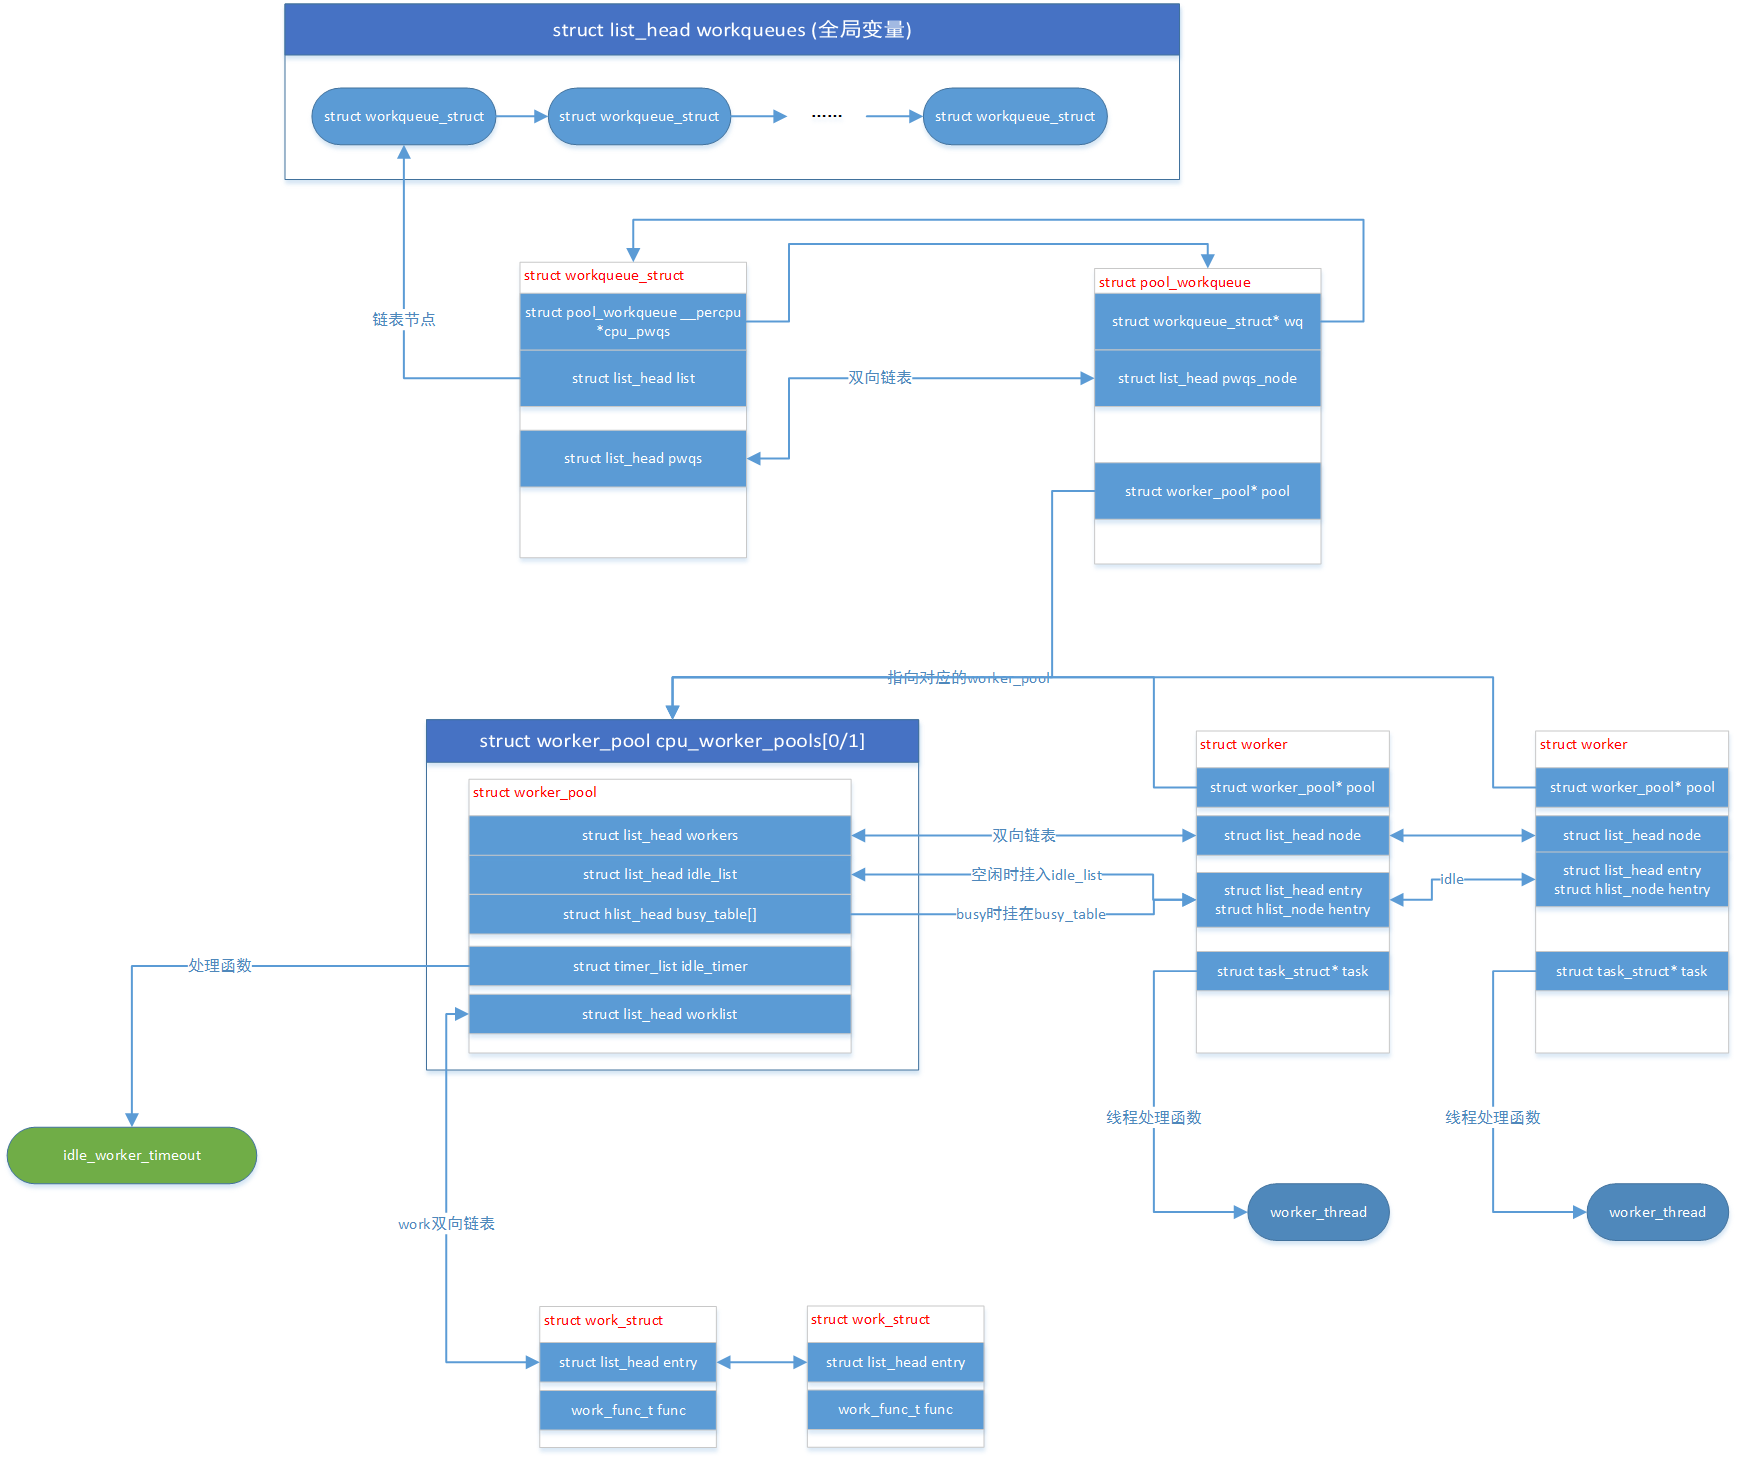 struct list_head workqueues (全局变量)
struct workqueue_struct
struct workqueue_struct
······
struct workqueue_struct
链表节点
struct workqueue_struct
struct pool_workqueue __percpu
*cpu_pwqs
struct list_head list
struct list_head pwqs
双向链表
struct pool_workqueue
struct workqueue_struct* wq
struct list_head pwqs_node
struct worker_pool* pool
指向对应的worker_pool
struct worker_pool cpu_worker_pools[0/1]
struct worker_pool
struct list_head workers
struct list_head idle_list
struct hlist_head busy_table[]
struct timer_list idle_timer
struct list_head worklist
双向链表
空闲时挂入idle_list
busy时挂在busy_table
struct worker
struct worker_pool* pool
struct list_head node
struct list_head entry
struct hlist_node hentry
struct task_struct* task
idle
struct worker
struct worker_pool* pool
struct list_head node
struct list_head entry
struct hlist_node hentry
struct task_struct* task
处理函数
idle_worker_timeout
线程处理函数
worker_thread
线程处理函数
worker_thread
work双向链表
struct work_struct
struct list_head entry
work_func_t func
struct work_struct
struct list_head entry
work_func_t func